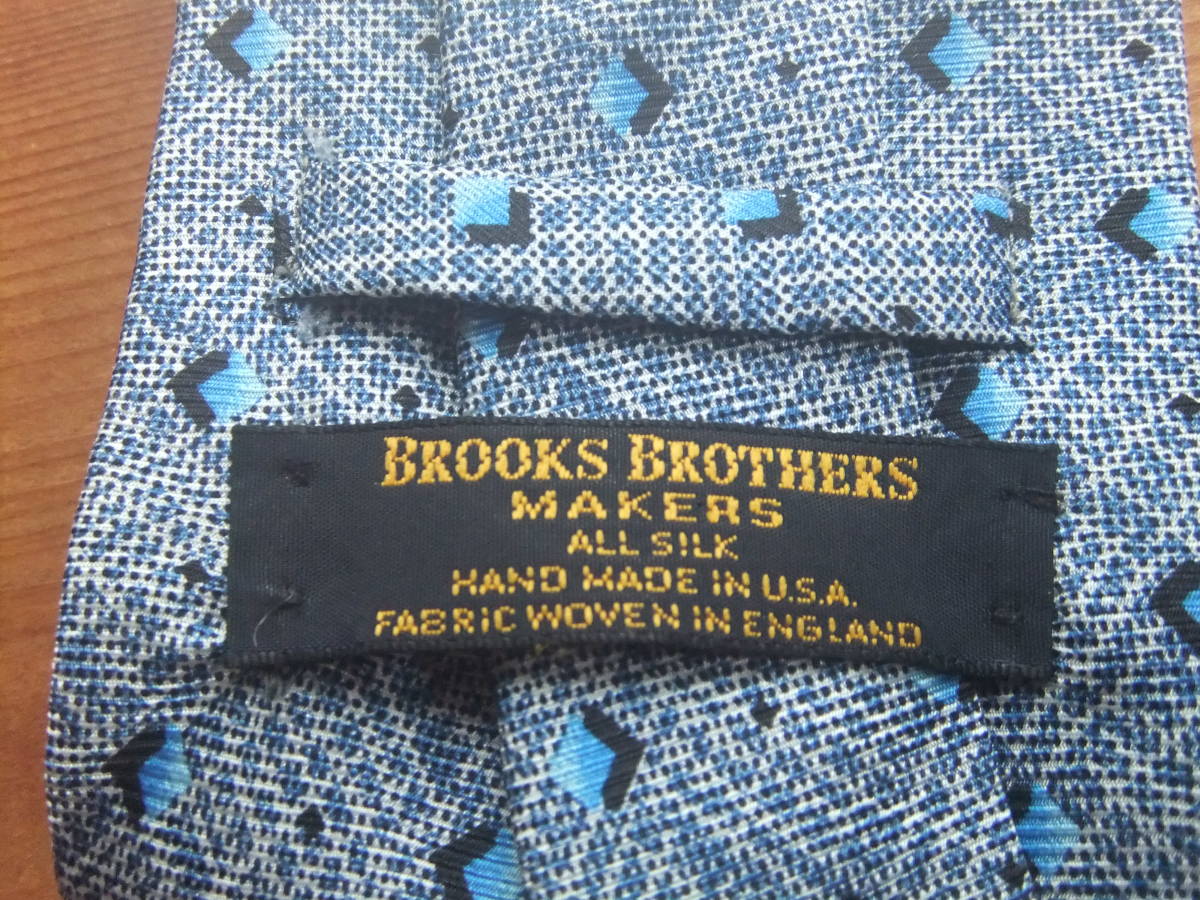 BROOKS BROTHERS
MAKERS
ALL SILK
HAND MADE IN U.S.A.
FABRIC WOVEN IN ENGLAND